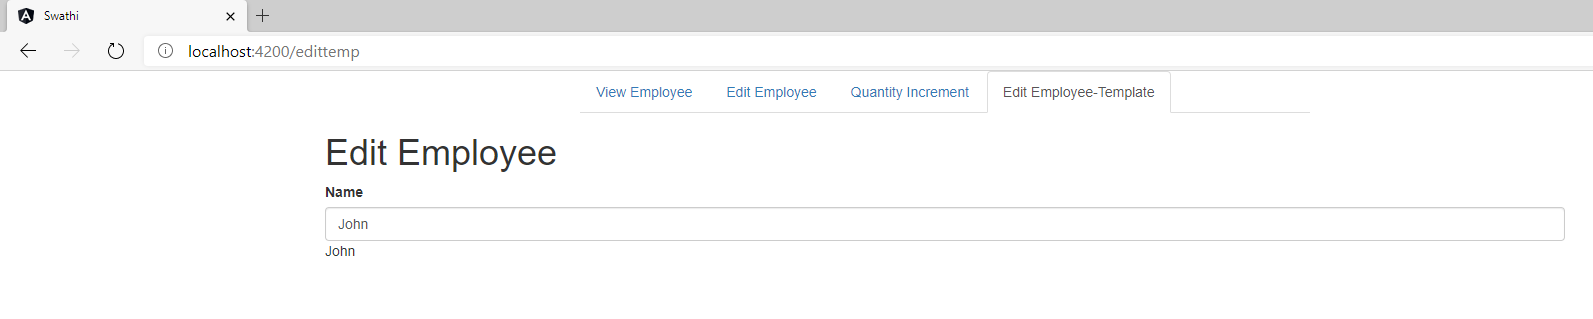 Swathi
localhost:4200/edittemp
View Employee Edit Employee Quantity Increment Edit Employee-Template
Edit Employee
Name
John
John